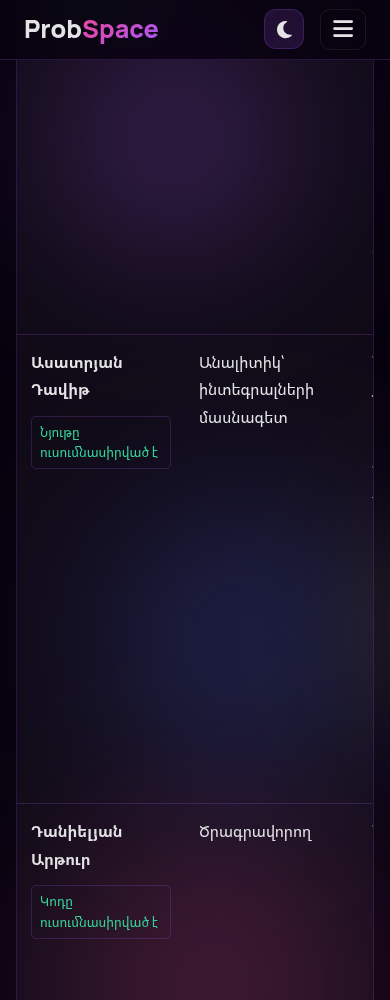 ProbSpace
Ասատրյան
Դավիթ
Նյութը
ուսումնասիրված է
Անալիտիկ՝
ինտեգրալների
մասնագետ
Դանիելյան
Արթուր
Կոդը
ուսումնասիրված է
Ծրագրավորող